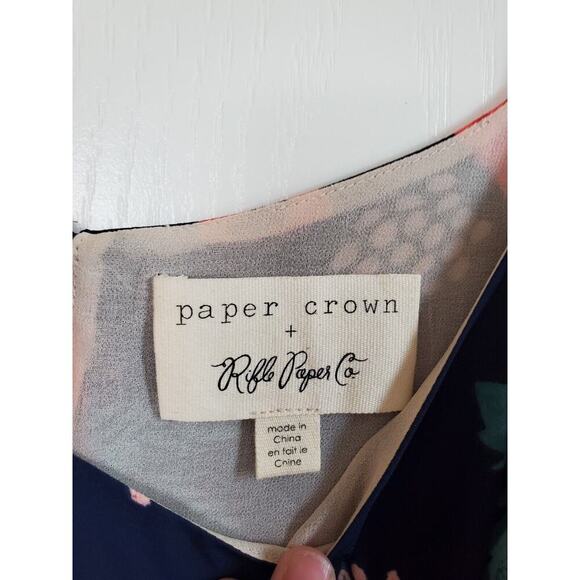 paper crown
+
Rifle Paper Co.
made in
China
en fait le
Chine